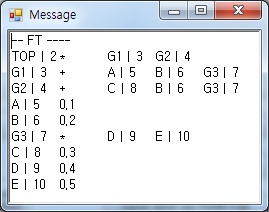 Message
-- FT ----
TOP | 2 * G1 | 3 G2 | 4
G1 | 3 + A | 5 B | 6 G3 | 7
G2 | 4 + C | 8 B | 6 G3 | 7
A | 5 0,1
B | 6 0,2
G3 | 7 * D | 9 E | 10
C | 8 0,3
D | 9 0,4
E | 10 0,5